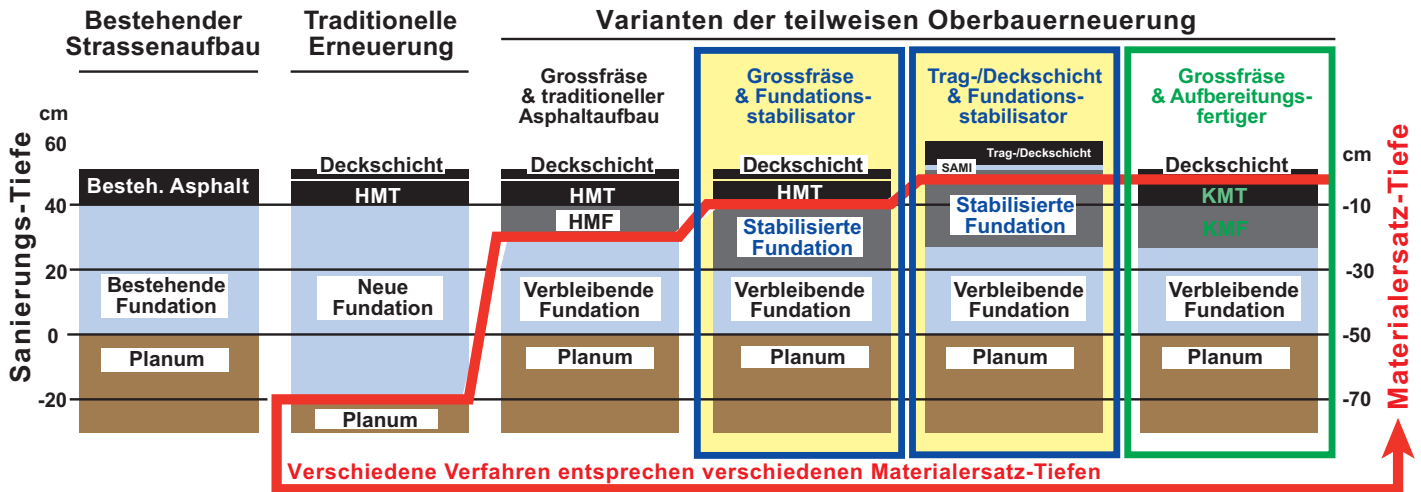 Bestehender
Strassenaufbau
Traditionelle
Erneuerung
Varianten der teilweisen Oberbauerneuerung
Grossfräse
& traditioneller
Asphaltaufbau
Grossfräse
& Fundations-
stabilisator
Trag-/Deckschicht
& Fundations-
stabilisator
Grossfräse
& Aufbereitungs-
fertiger
Sanierungs-Tiefe
cm
60
40
20
0
-20
Besteh. Asphalt
Bestehende
Fundation
Planum
Deckschicht
HMT
Neue
Fundation
Planum
Deckschicht
HMT
HMF
Verbleibende
Fundation
Planum
Deckschicht
HMT
Stabilisierte
Fundation
Verbleibende
Fundation
Planum
Trag-/Deckschicht
SAMI
Stabilisierte
Fundation
Verbleibende
Fundation
Planum
Deckschicht
KMT
KMF
Verbleibende
Fundation
Planum
cm
-10
-30
-50
-70
Materialersatz-Tiefe
Verschiedene Verfahren entsprechen verschiedenen Materialersatz-Tiefen